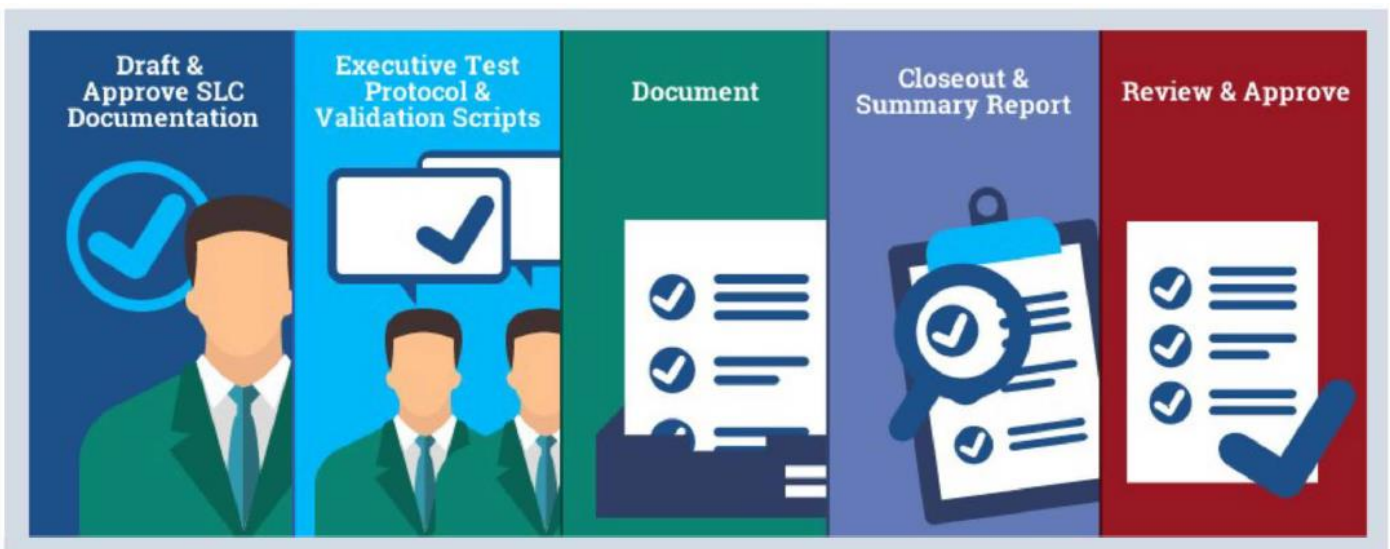 Draft &
Approve SLC
Documentation
Executive Test
Protocol &
Validation Scripts
Document
Closeout &
Summary Report
Review & Approve